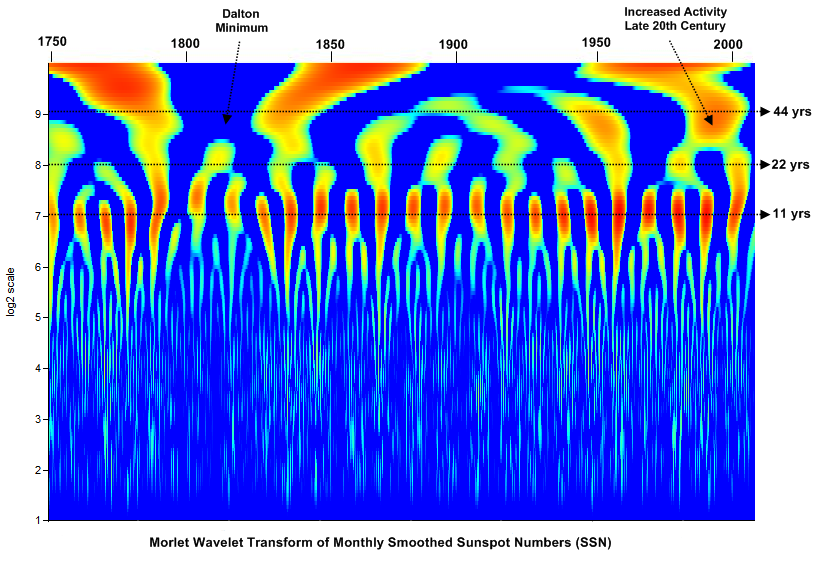 Dalton
Minimum
Increased Activity
Late 20th Century
1750
1800
1850
1900
1950
2000
9
44 yrs
8
22 yrs
7
11 yrs
6
log2 scale
5
4
3
2
1
Morlet Wavelet Transform of Monthly Smoothed Sunspot Numbers (SSN)